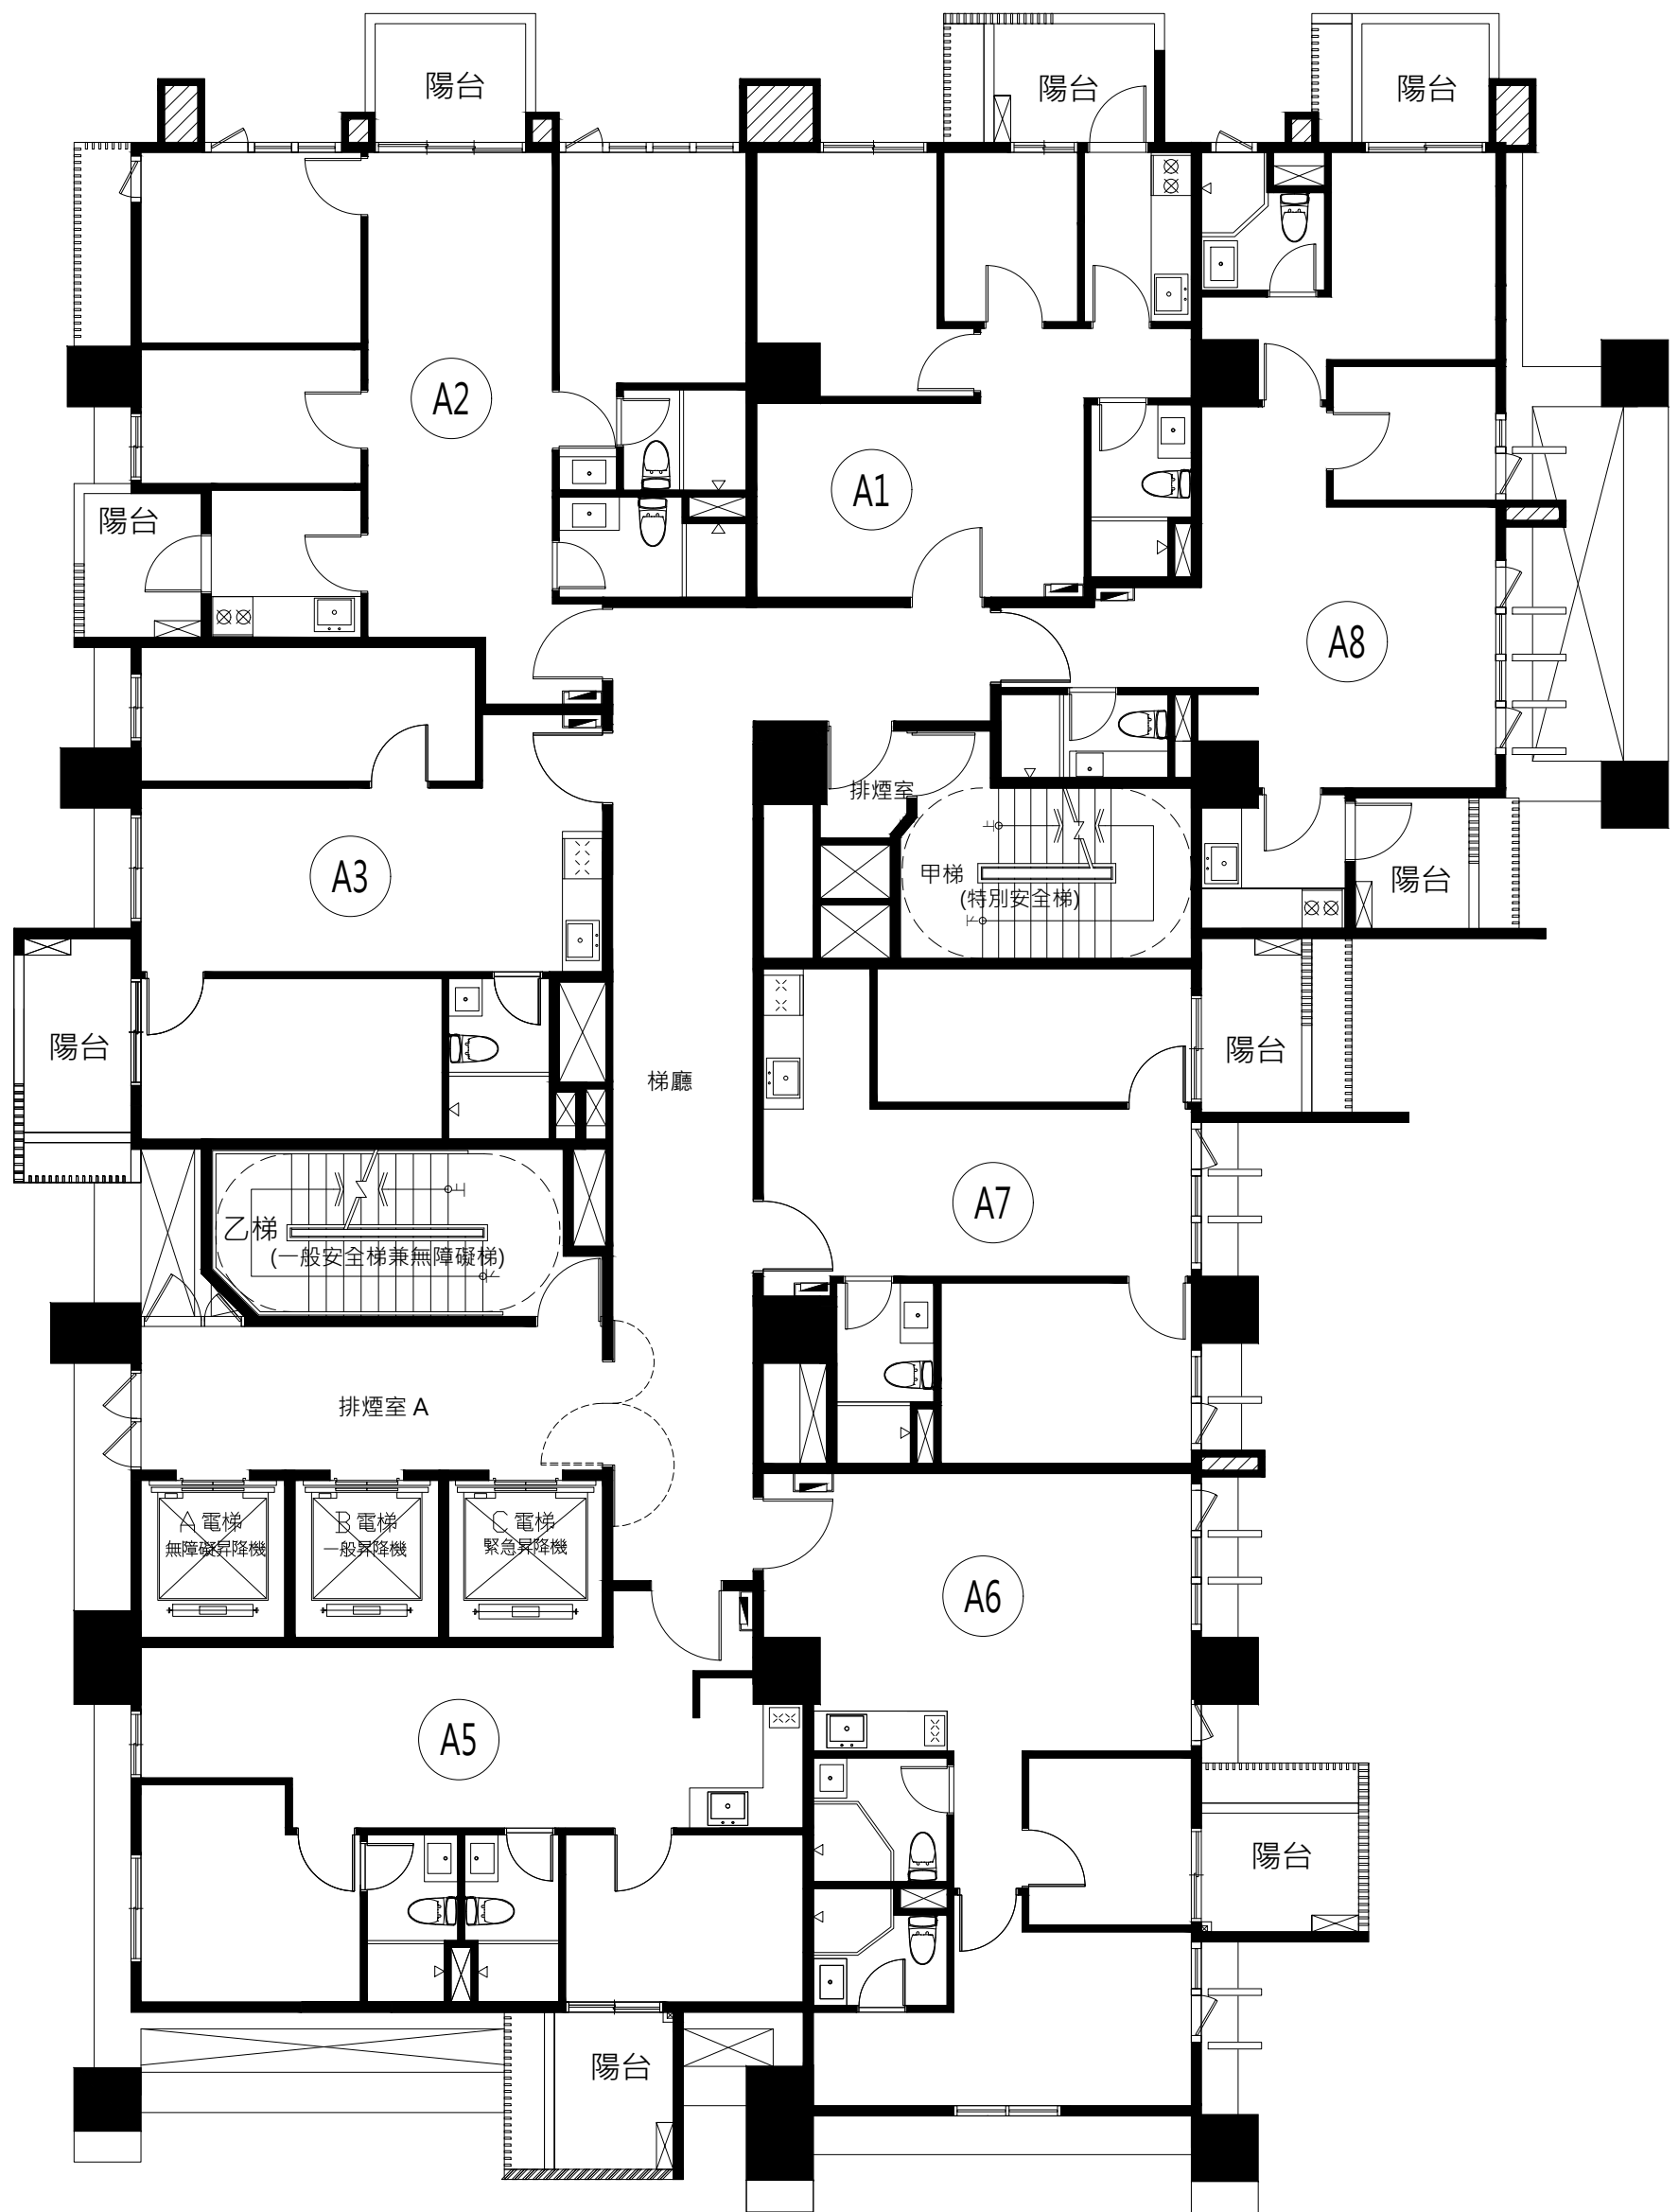 陽台
陽台
陽台
A2
A1
陽台
A8
排煙室
A3
甲梯
(特別安全梯)
陽台
陽台
陽台
梯廳
A7
乙梯
(一般安全梯兼無障礙梯)
排煙室 A
A 電梯
無障礙昇降機
B 電梯
一般昇降機
C 電梯
緊急昇降機
A6
A5
陽台
陽台